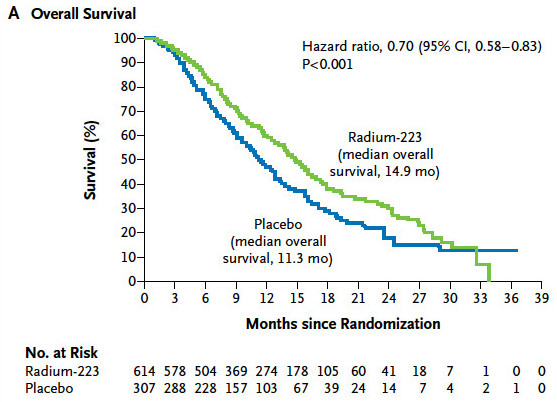 A Overall Survival
100
90
80
70
60
50
40
30
20
10
0
Survival (%)
Hazard ratio, 0.70 (95% CI, 0.58–0.83)
P<0.001
Radium-223
(median overall
survival, 14.9 mo)
Placebo
(median overall
survival, 11.3 mo)
0 3 6 9 12 15 18 21 24 27 30 33 36 39
Months since Randomization
No. at Risk
Radium-223 614 578 504 369 274 178 105 60 41 18 7 1 0 0
Placebo 307 288 228 157 103 67 39 24 14 7 4 2 1 0